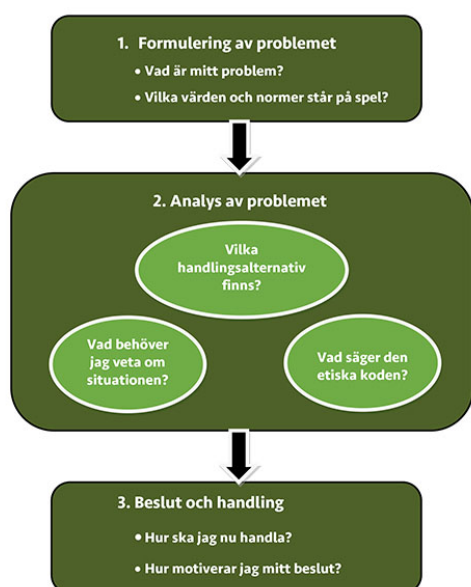 1. Formulering av problemet
• Vad är mitt problem?
• Vilka värden och normer står på spel?
2. Analys av problemet
Vilka
handlingsalternativ
finns?
Vad behöver
jag veta om
situationen?
Vad säger den
etiska koden?
3. Beslut och handling
• Hur ska jag nu handla?
• Hur motiverar jag mitt beslut?